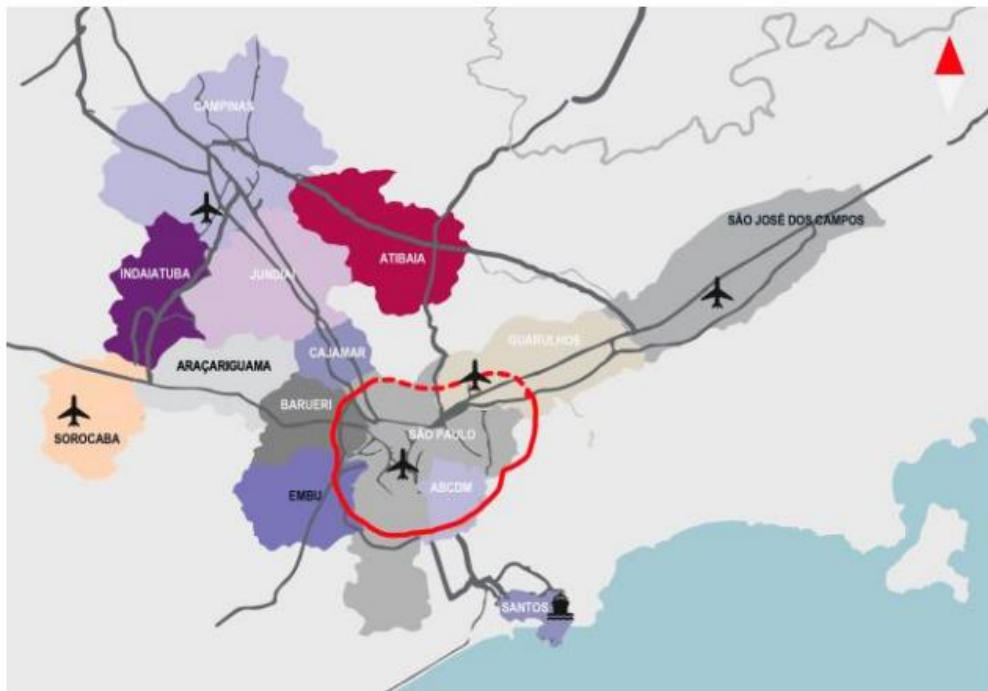 CAMPINAS
SÃO JOSÉ DOS CAMPOS
ATIBAIA
INDAIATUBA
JUNDIAÍ
GUARULHOS
CAJAMAR
ARAÇARIGUAMA
BARUERI
SÃO PAULO
SOROCABA
ABCDM
EMBU
SANTOS